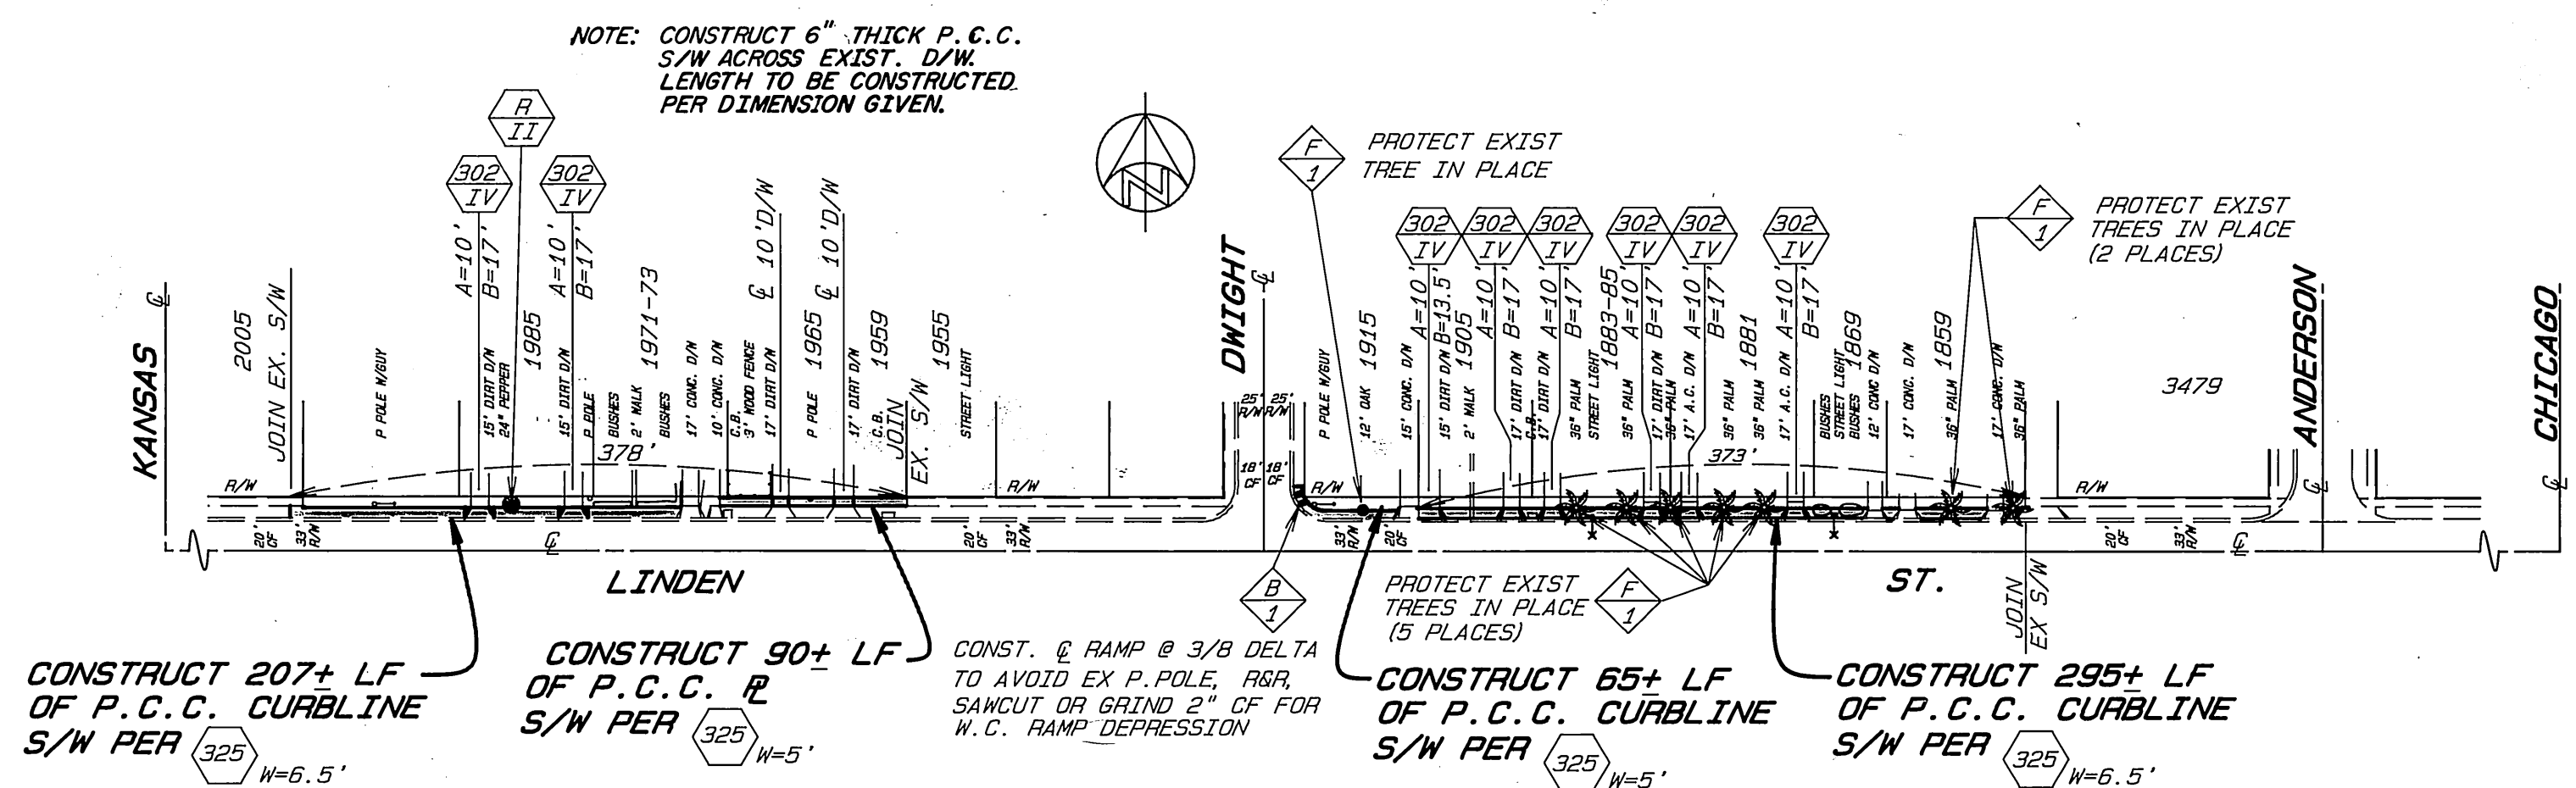 NOTE: CONSTRUCT 6" THICK P.C.C.
S/W ACROSS EXIST. D/W.
LENGTH TO BE CONSTRUCTED
PER DIMENSION GIVEN.
R
II
302
IV
302
IV
A=10'
B=17'
A=10'
B=17'
℄ 10'D/W
℄ 10'D/W
N
F
1
PROTECT EXIST
TREE IN PLACE
302
IV
302
IV
302
IV
302
IV
302
IV
302
IV
F
1
PROTECT EXIST
TREES IN PLACE
(2 PLACES)
KANSAS ℄
2005
JOIN EX. S/W
P POLE W/GUY
15' DIRT D/W
24" PEPPER
1985
15' DIRT D/W
P POLE
BUSHES
2' WALK
1971-73
BUSHES
17' CONC. D/W
10' CONC. D/W
C.B.
3' WOOD FENCE
17' DIRT D/W
P POLE
1965
17' DIRT D/W
1959
C.B.
JOIN
EX. S/W
1955
STREET LIGHT
378'
DWIGHT ℄
25' 25'
R/W R/W
18' 18'
CF CF
P POLE W/GUY
12" OAK
1915
15' CONC. D/W
A=10'
B=13.5'
15' DIRT D/W
2' WALK
1905
A=10'
B=17'
17' DIRT D/W
C.B.
17' DIRT D/W
A=10'
B=17'
36" PALM
STREET LIGHT
1883-85
36" PALM
A=10'
B=17'
17' DIRT D/W
36" PALM
17' A.C. D/W
A=10'
B=17'
36" PALM
1881
36" PALM
17' A.C. D/W
A=10'
B=17'
BUSHES
STREET LIGHT
BUSHES
1869
12' CONC D/W
17' CONC. D/W
1859
36" PALM
17' CONC. D/W
36" PALM
373'
3479
ANDERSON
℄
CHICAGO
℄
R/W
R/W
R/W
R/W
20'
CF
33'
R/W
℄
20'
CF
33'
R/W
33'
R/W
20'
CF
20'
CF
33'
R/W
℄
LINDEN
ST.
B
1
PROTECT EXIST
TREES IN PLACE
(5 PLACES)
F
1
JOIN
EX S/W
CONSTRUCT 207± LF
OF P.C.C. CURBLINE
S/W PER 325 W=6.5'
CONSTRUCT 90± LF
OF P.C.C. ℞
S/W PER 325 W=5'
CONST. ℄ RAMP @ 3/8 DELTA
TO AVOID EX P.POLE, R&R,
SAWCUT OR GRIND 2" CF FOR
W.C. RAMP DEPRESSION
CONSTRUCT 65± LF
OF P.C.C. CURBLINE
S/W PER 325 W=5'
CONSTRUCT 295± LF
OF P.C.C. CURBLINE
S/W PER 325 W=6.5'